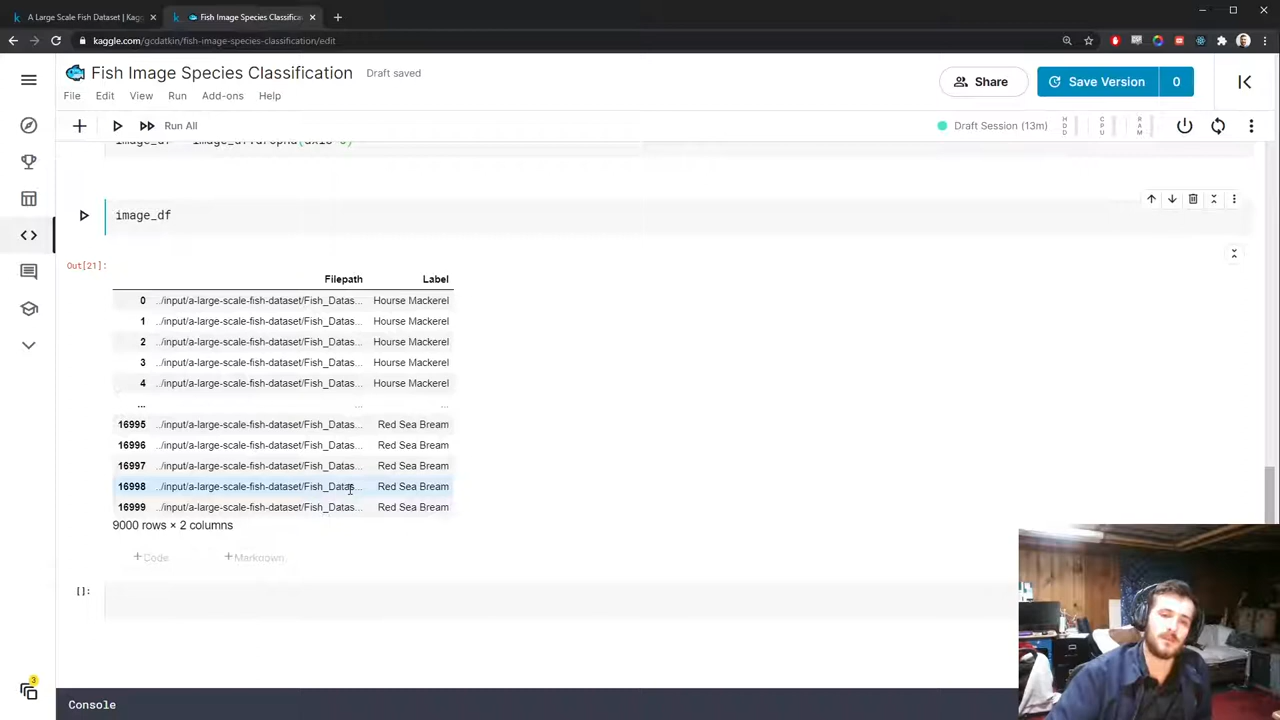 A Large Scale Fish Dataset | Kagg
Fish Image Species Classifica
kaggle.com/gcdatkin/fish-image-species-classification/edit
Fish Image Species Classification
Draft saved
Share
Save Version
0
File
Edit
View
Run
Add-ons
Help
Run All
Draft Session (13m)
HDD
CPU
RAM
image_df
Out[21]:
Filepath Label
0 ../input/a-large-scale-fish-dataset/Fish_Datas... Hourse Mackerel
1 ../input/a-large-scale-fish-dataset/Fish_Datas... Hourse Mackerel
2 ../input/a-large-scale-fish-dataset/Fish_Datas... Hourse Mackerel
3 ../input/a-large-scale-fish-dataset/Fish_Datas... Hourse Mackerel
4 ../input/a-large-scale-fish-dataset/Fish_Datas... Hourse Mackerel
... ... ...
16995 ../input/a-large-scale-fish-dataset/Fish_Datas... Red Sea Bream
16996 ../input/a-large-scale-fish-dataset/Fish_Datas... Red Sea Bream
16997 ../input/a-large-scale-fish-dataset/Fish_Datas... Red Sea Bream
16998 ../input/a-large-scale-fish-dataset/Fish_Datas... Red Sea Bream
16999 ../input/a-large-scale-fish-dataset/Fish_Datas... Red Sea Bream
9000 rows × 2 columns
+Code
+Markdown
[]:
3
Console